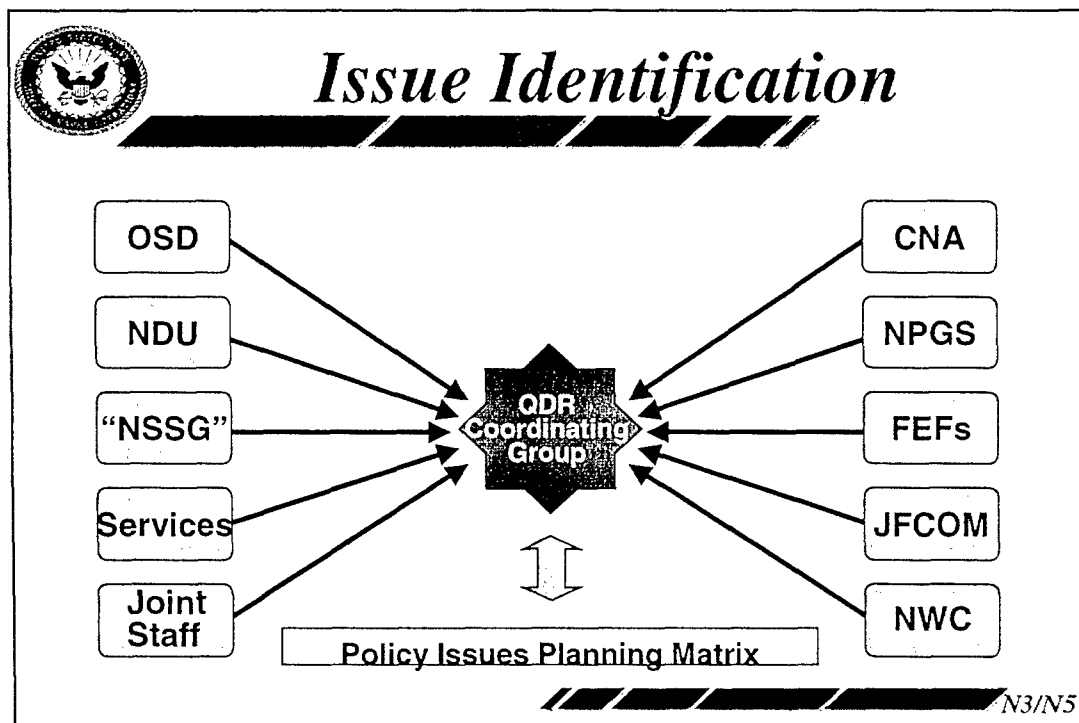 Issue Identification
OSD
NDU
“NSSG”
Services
Joint
Staff
QDR
Coordinating
Group
CNA
NPGS
FEFs
JFCOM
NWC
Policy Issues Planning Matrix
N3/N5